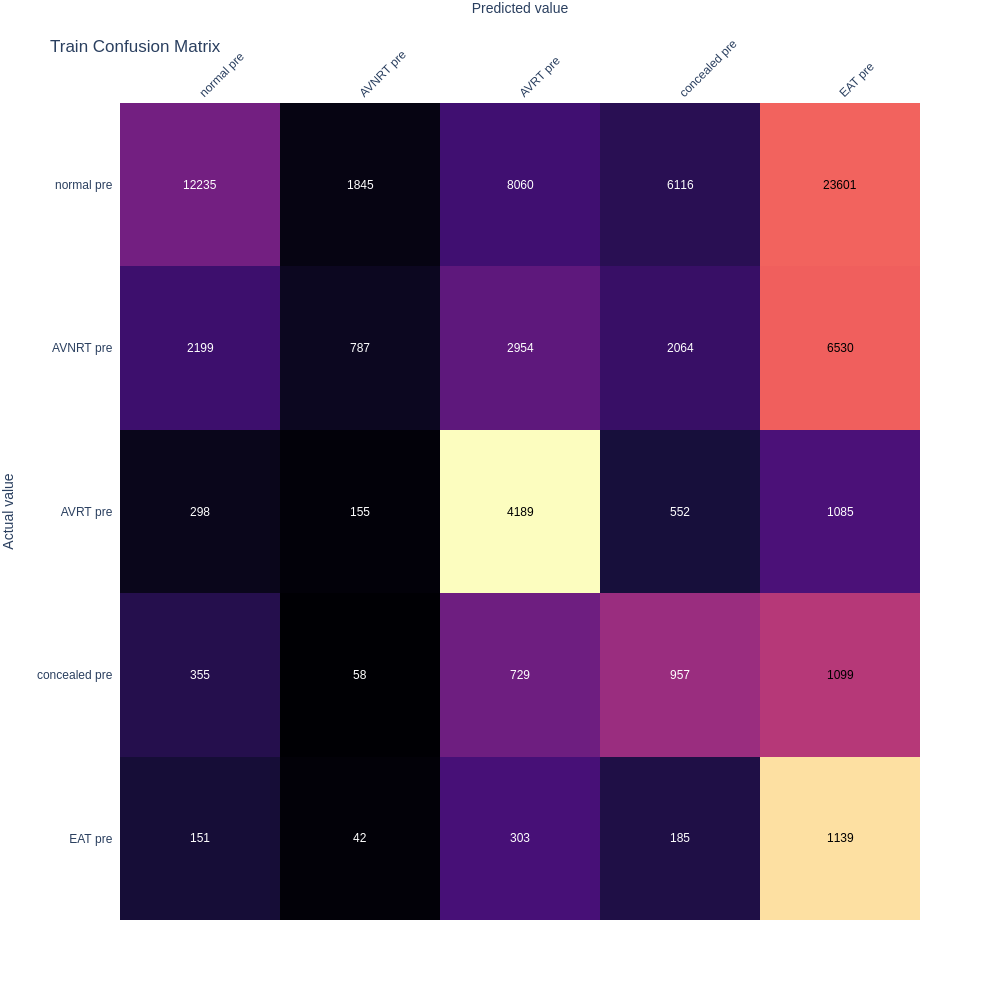 Predicted value
Train Confusion Matrix
normal pre AVNRT pre AVRT pre concealed pre EAT pre
normal pre 12235 1845 8060 6116 23601
AVNRT pre 2199 787 2954 2064 6530
AVRT pre 298 155 4189 552 1085
concealed pre 355 58 729 957 1099
EAT pre 151 42 303 185 1139
Actual value